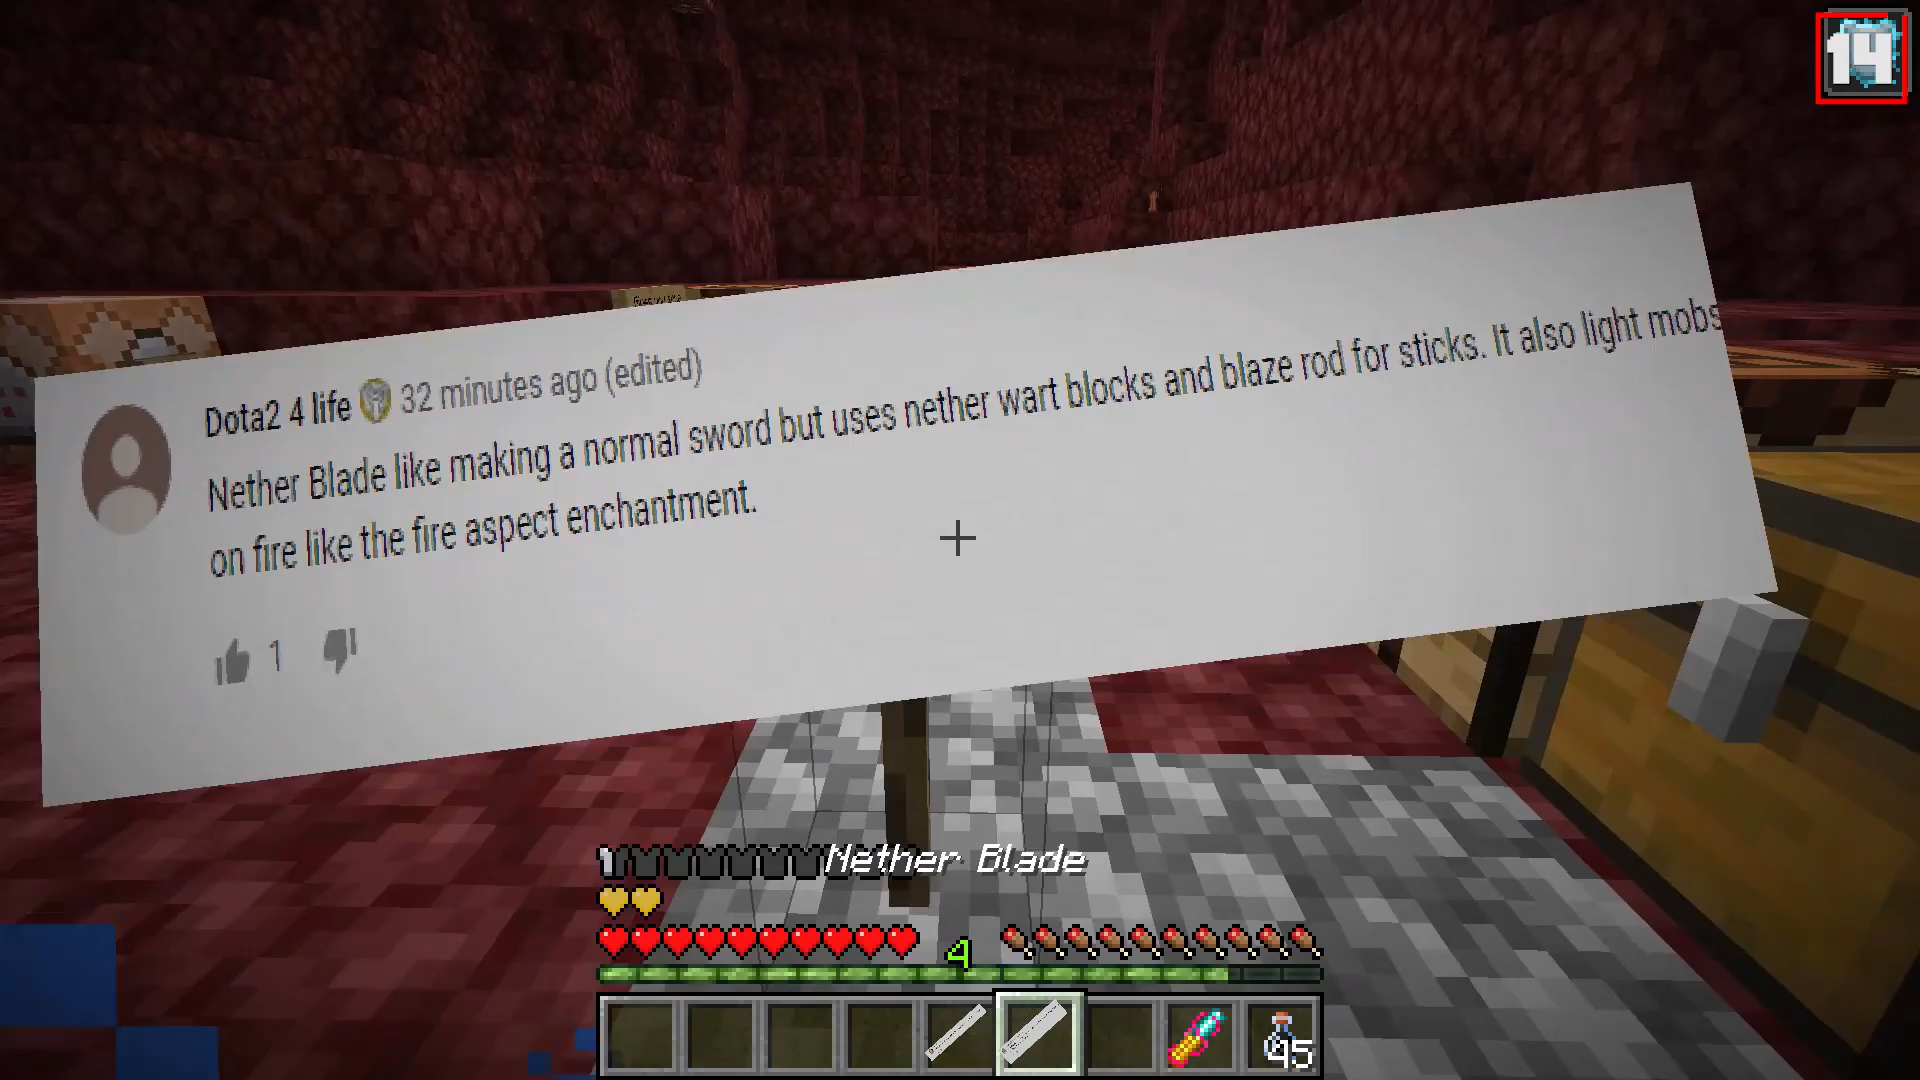 14
Dota2 4 life 32 minutes ago (edited)
Nether Blade like making a normal sword but uses nether wart blocks and blaze rod for sticks. It also light mobs
on fire like the fire aspect enchantment.
1
Nether Blade
4
45